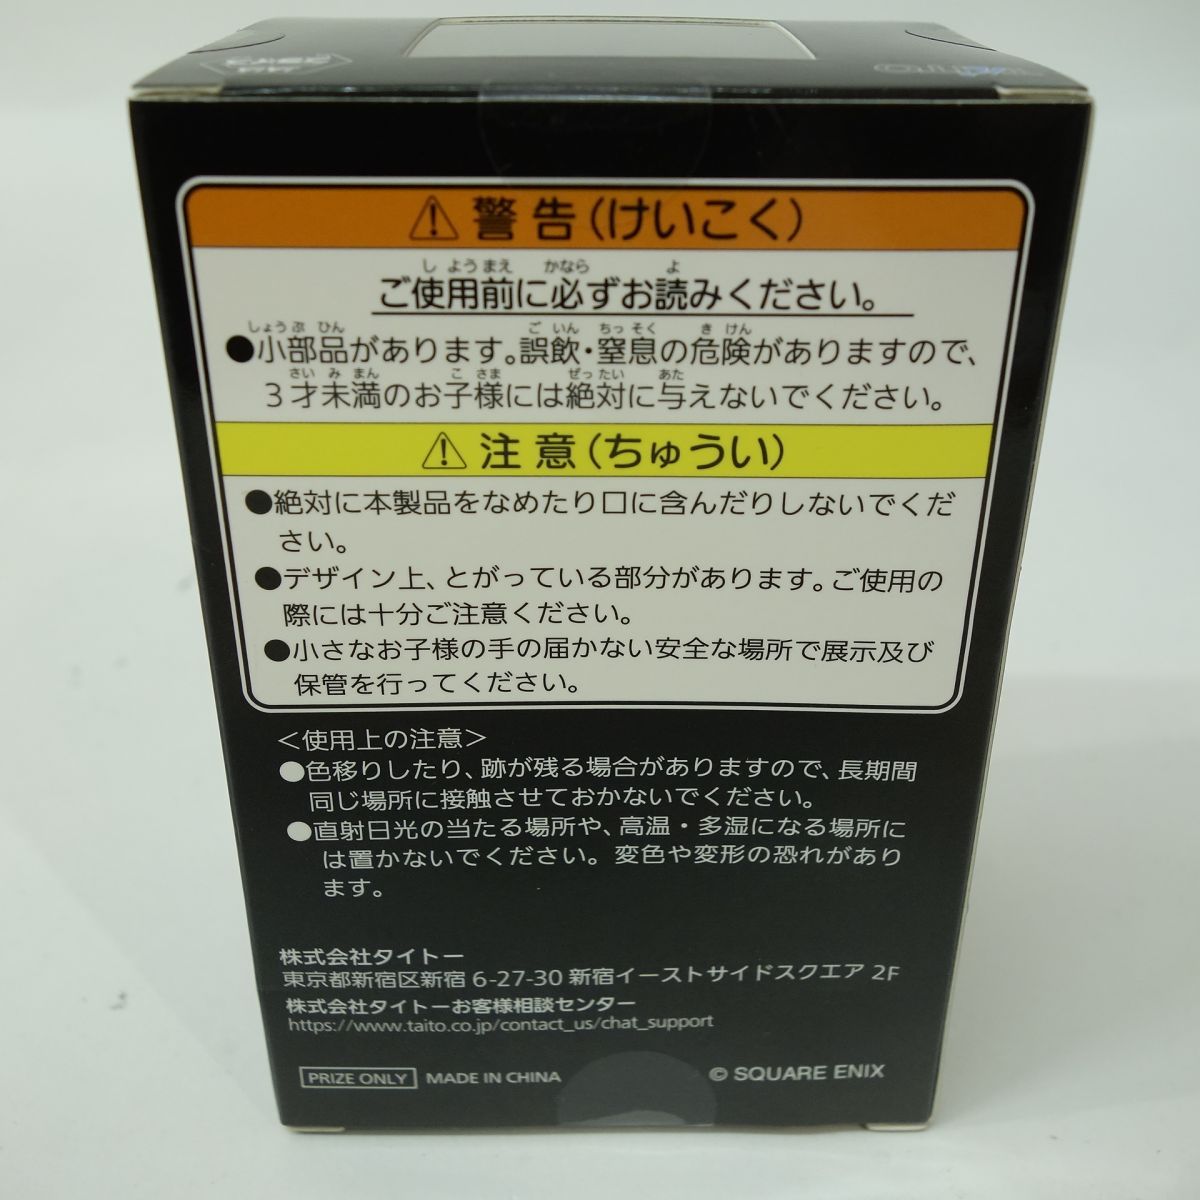 警告(けいこく)
ご使用前に必ずお読みください。
●小部品があります。誤飲・窒息の危険がありますので、
3才未満のお子様には絶対に与えないでください。
注意(ちゅうい)
●絶対に本製品をなめたり口に含んだりしないでくだ
さい。
●デザイン上、とがっている部分があります。ご使用の
際には十分ご注意ください。
●小さなお子様の手の届かない安全な場所で展示及び
保管を行ってください。
<使用上の注意>
●色移りしたり、跡が残る場合がありますので、長期間
同じ場所に接触させておかないでください。
●直射日光の当たる場所や、高温・多湿になる場所に
は置かないでください。変色や変形の恐れがあり
ます。
株式会社タイトー
東京都新宿区新宿 6-27-30 新宿イーストサイドスクエア 2F
株式会社タイトーお客様相談センター
https://www.taito.co.jp/contact_us/chat_support
PRIZE ONLY MADE IN CHINA
© SQUARE ENIX